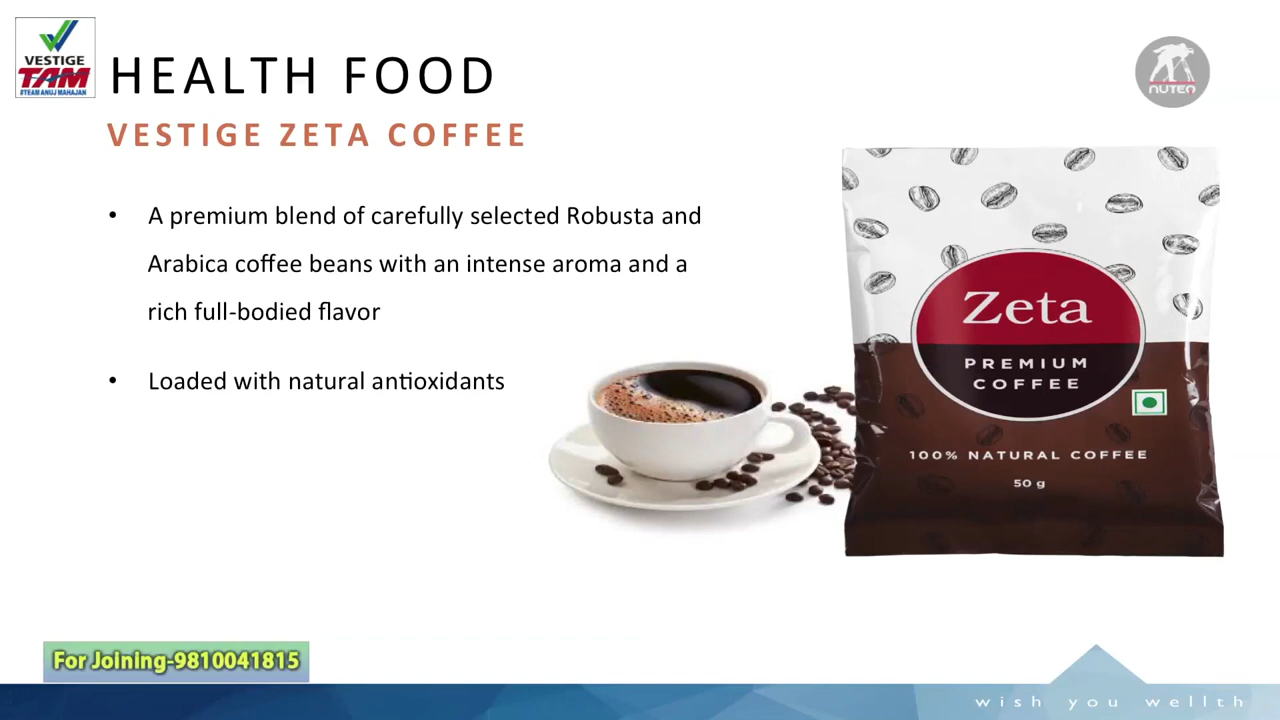 VESTIGE
TAM
#TEAM ANUJ MAHAJAN
HEALTH FOOD
VESTIGE ZETA COFFEE
• A premium blend of carefully selected Robusta and
Arabica coffee beans with an intense aroma and a
rich full-bodied flavor
• Loaded with natural antioxidants
Zeta
PREMIUM
COFFEE
100% NATURAL COFFEE
50 g
For Joining-9810041815
wish you wellth